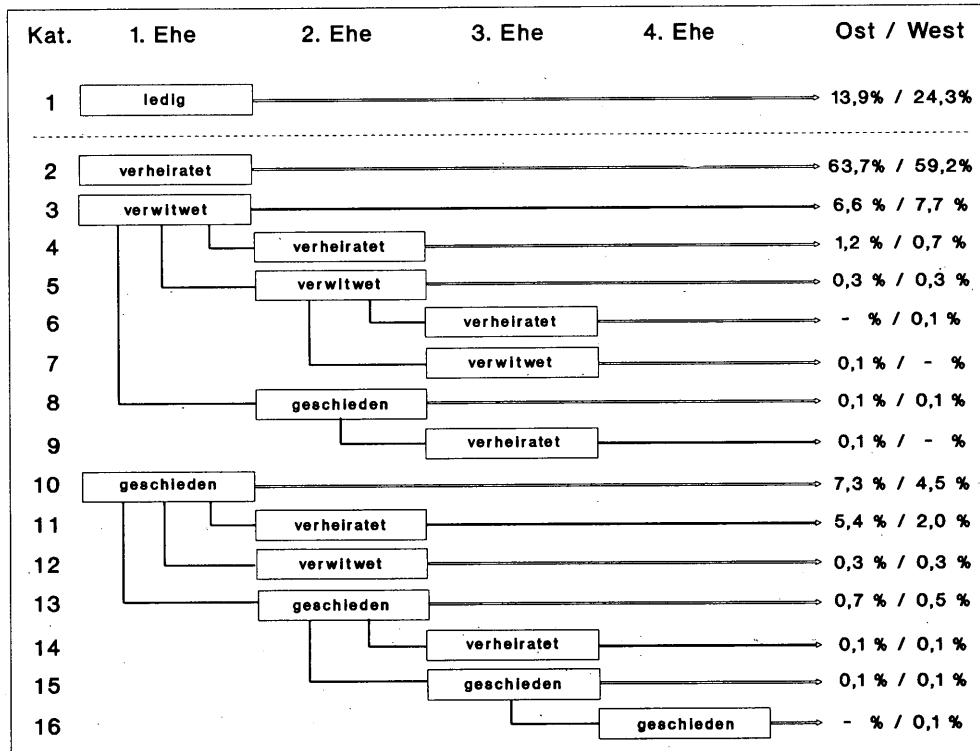 Kat. 1. Ehe 2. Ehe 3. Ehe 4. Ehe Ost / West
1 ledig 13,9% / 24,3%
2 verheiratet 63,7% / 59,2%
3 verwitwet 6,6 % / 7,7 %
4 verheiratet 1,2 % / 0,7 %
5 verwitwet 0,3 % / 0,3 %
6 verheiratet - % / 0,1 %
7 verwitwet 0,1 % / - %
8 geschieden 0,1 % / 0,1 %
9 verheiratet 0,1 % / - %
10 geschieden 7,3 % / 4,5 %
11 verheiratet 5,4 % / 2,0 %
12 verwitwet 0,3 % / 0,3 %
13 geschieden 0,7 % / 0,5 %
14 verheiratet 0,1 % / 0,1 %
15 geschieden 0,1 % / 0,1 %
16 geschieden - % / 0,1 %